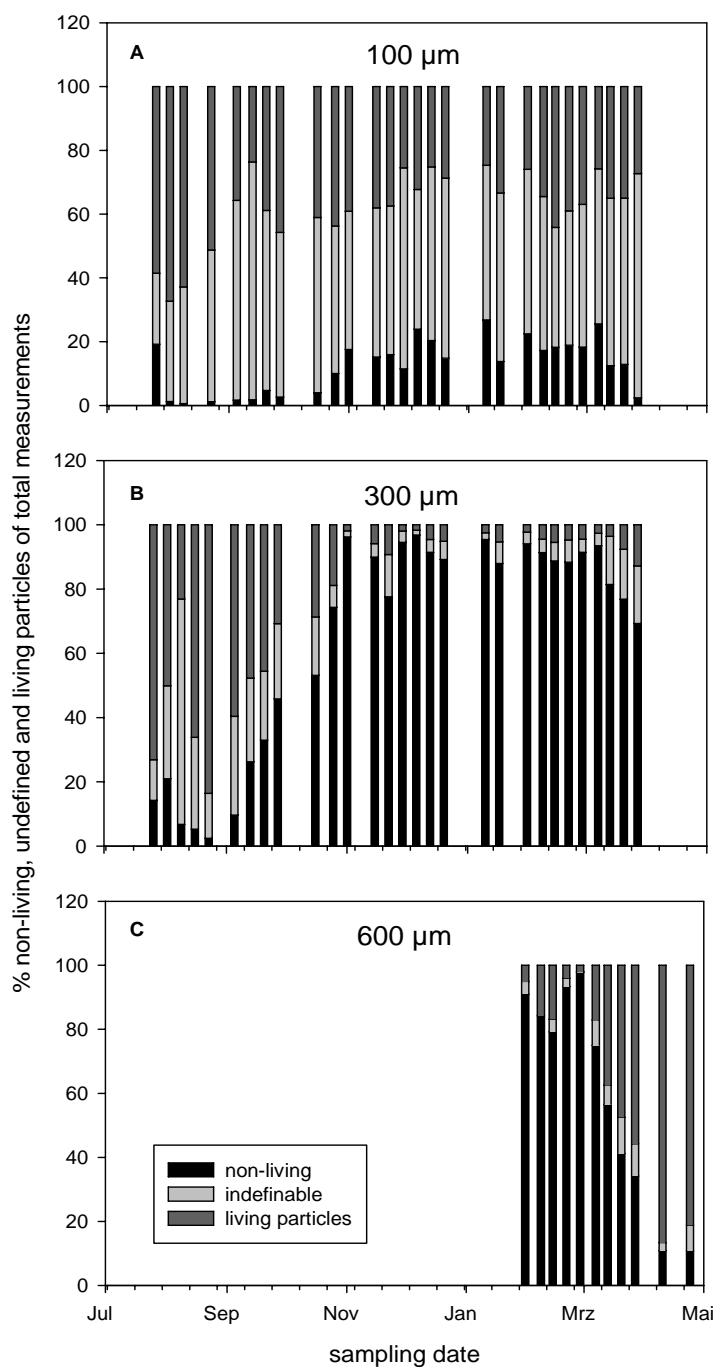 % non-living, undefined and living particles of total measurements
120
100
80
60
40
20
0
A
100 µm
120
100
80
60
40
20
0
B
300 µm
120
100
80
60
40
20
0
C
600 µm
non-living
indefinable
living particles
Jul Sep Nov Jan Mrz Mai
sampling date